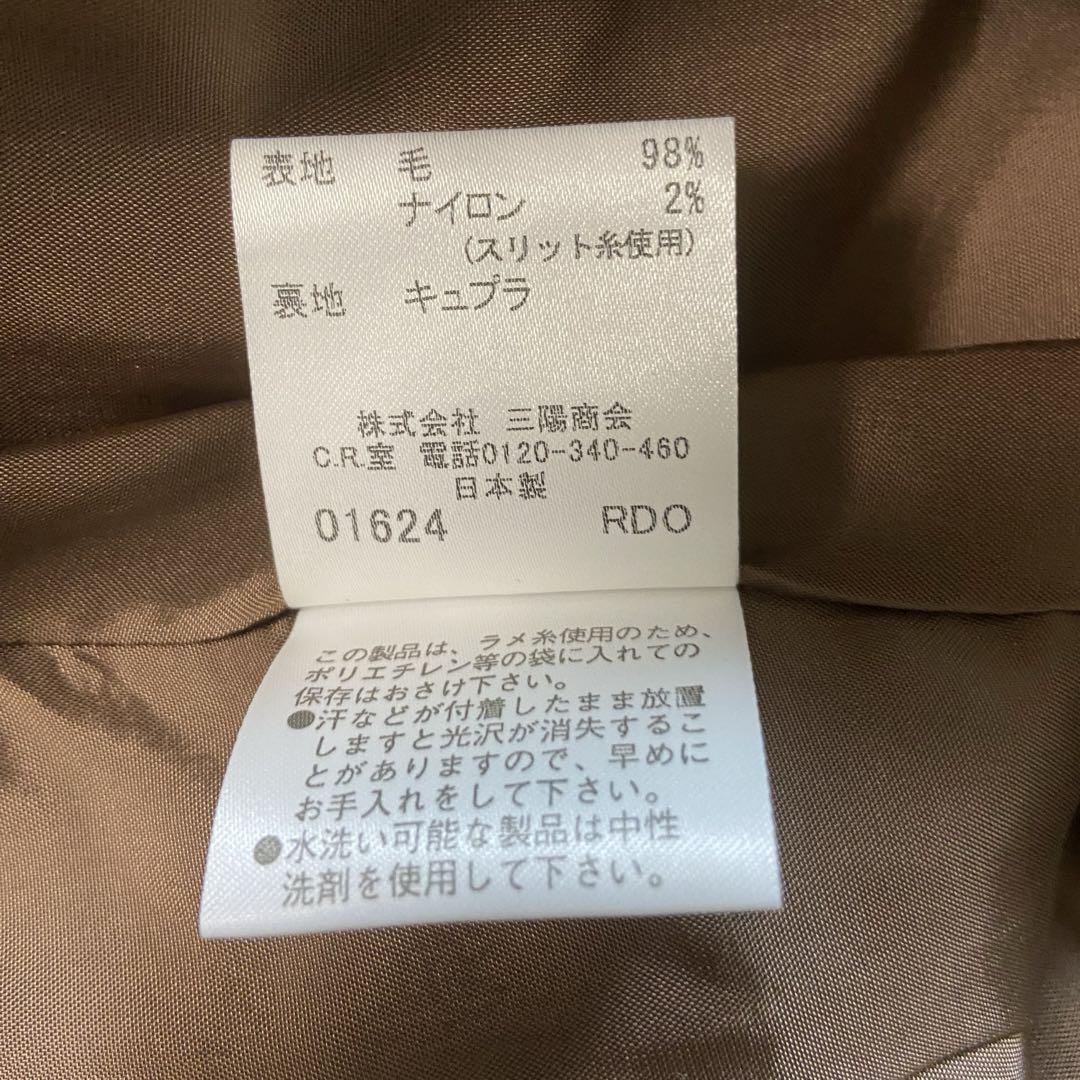 表地 毛 98%
ナイロン 2%
(スリット糸使用)
裏地 キュプラ
株式会社 三陽商会
C.R.室 電話0120-340-460
日本製
01624 RDO
この製品は、ラメ糸使用のため、
ポリエチレン等の袋に入れての
保存はおさけ下さい。
●汗などが付着したまま放置
しますと光沢が消失するこ
とがありますので、早めに
お手入れをして下さい。
●水洗い可能な製品は中性
洗剤を使用して下さい。